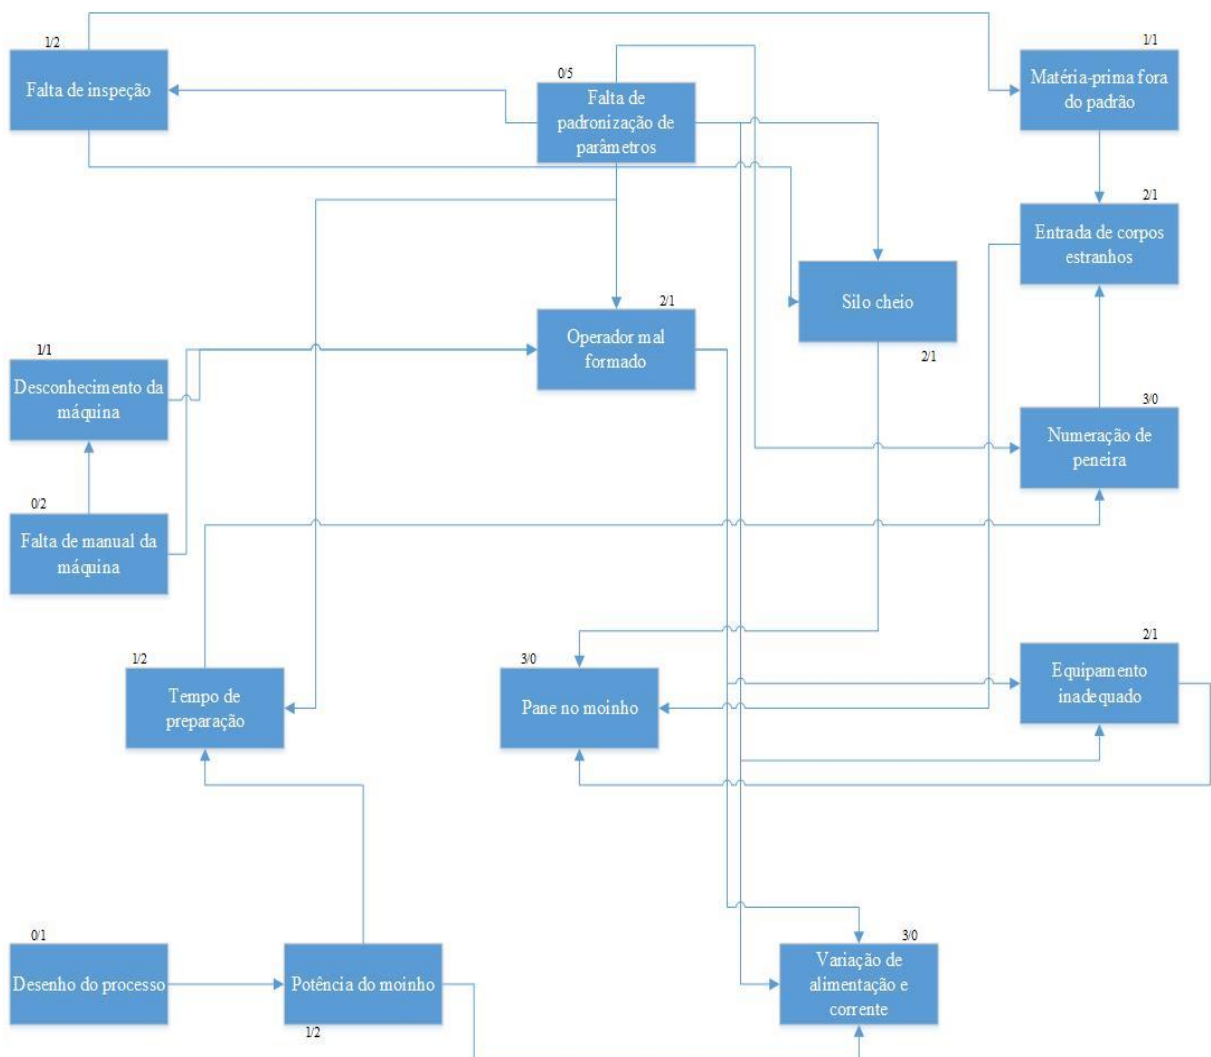 1/2
Falta de inspeção
0/5
Falta de
padronização de
parâmetros
1/1
Matéria-prima fora
do padrão
2/1
Entrada de corpos
estranhos
Silo cheio
2/1
2/1
Operador mal
formado
1/1
Desconhecimento da
máquina
3/0
Numeração de
peneira
0/2
Falta de manual da
máquina
1/2
Tempo de
preparação
3/0
Pane no moinho
2/1
Equipamento
inadequado
0/1
Desenho do processo
Potência do moinho
1/2
3/0
Variação de
alimentação e
corrente